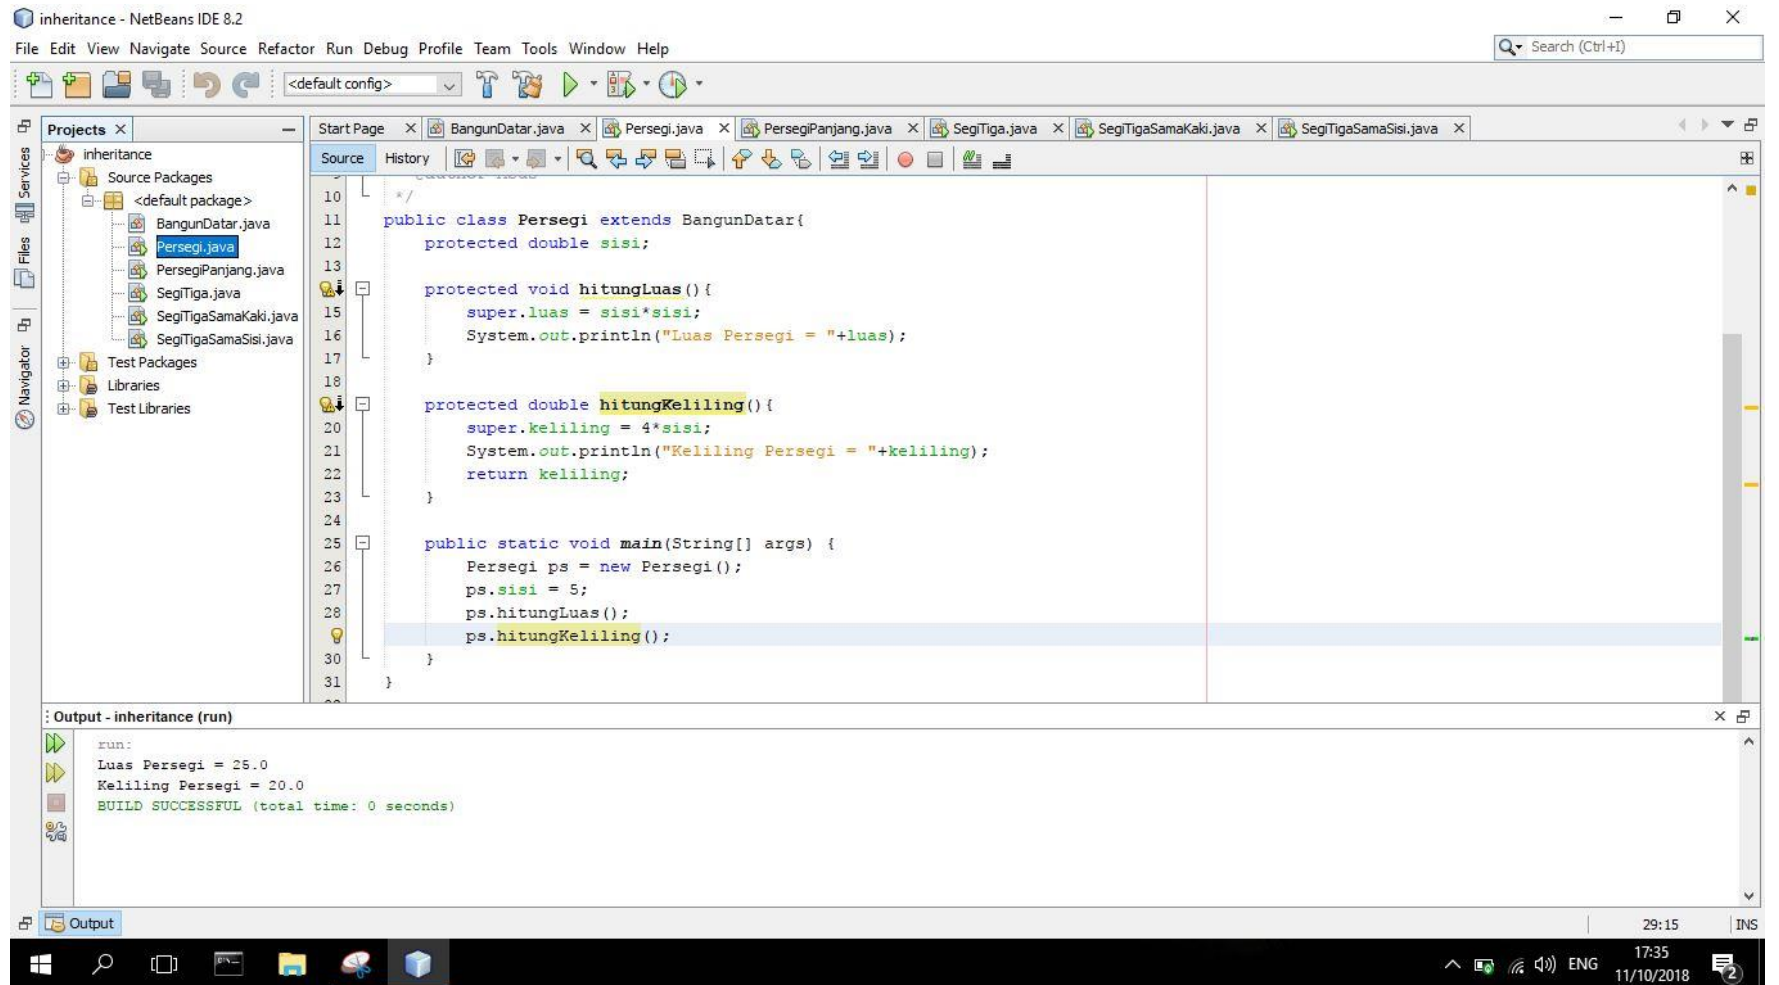 inheritance - NetBeans IDE 8.2
File Edit View Navigate Source Refactor Run Debug Profile Team Tools Window Help
Search (Ctrl+I)
<default config>
Projects
Start Page BangunDatar.java Persegi.java PersegiPanjang.java SegiTiga.java SegiTigaSamaKaki.java SegiTigaSamaSisi.java
Services
Files
Navigator
inheritance
Source Packages
<default package>
BangunDatar.java
Persegi.java
PersegiPanjang.java
SegiTiga.java
SegiTigaSamaKaki.java
SegiTigaSamaSisi.java
Test Packages
Libraries
Test Libraries
Source History
10 */
11 public class Persegi extends BangunDatar{
12 protected double sisi;
13
protected void hitungLuas(){
15 super.luas = sisi*sisi;
16 System.out.println("Luas Persegi = "+luas);
17 }
18
protected double hitungKeliling(){
20 super.keliling = 4*sisi;
21 System.out.println("Keliling Persegi = "+keliling);
22 return keliling;
23 }
24
25 public static void main(String[] args) {
26 Persegi ps = new Persegi();
27 ps.sisi = 5;
28 ps.hitungLuas();
ps.hitungKeliling();
30 }
31 }
Output - inheritance (run)
run:
Luas Persegi = 25.0
Keliling Persegi = 20.0
BUILD SUCCESSFUL (total time: 0 seconds)
Output
29:15 INS
ENG
17:35
11/10/2018
2